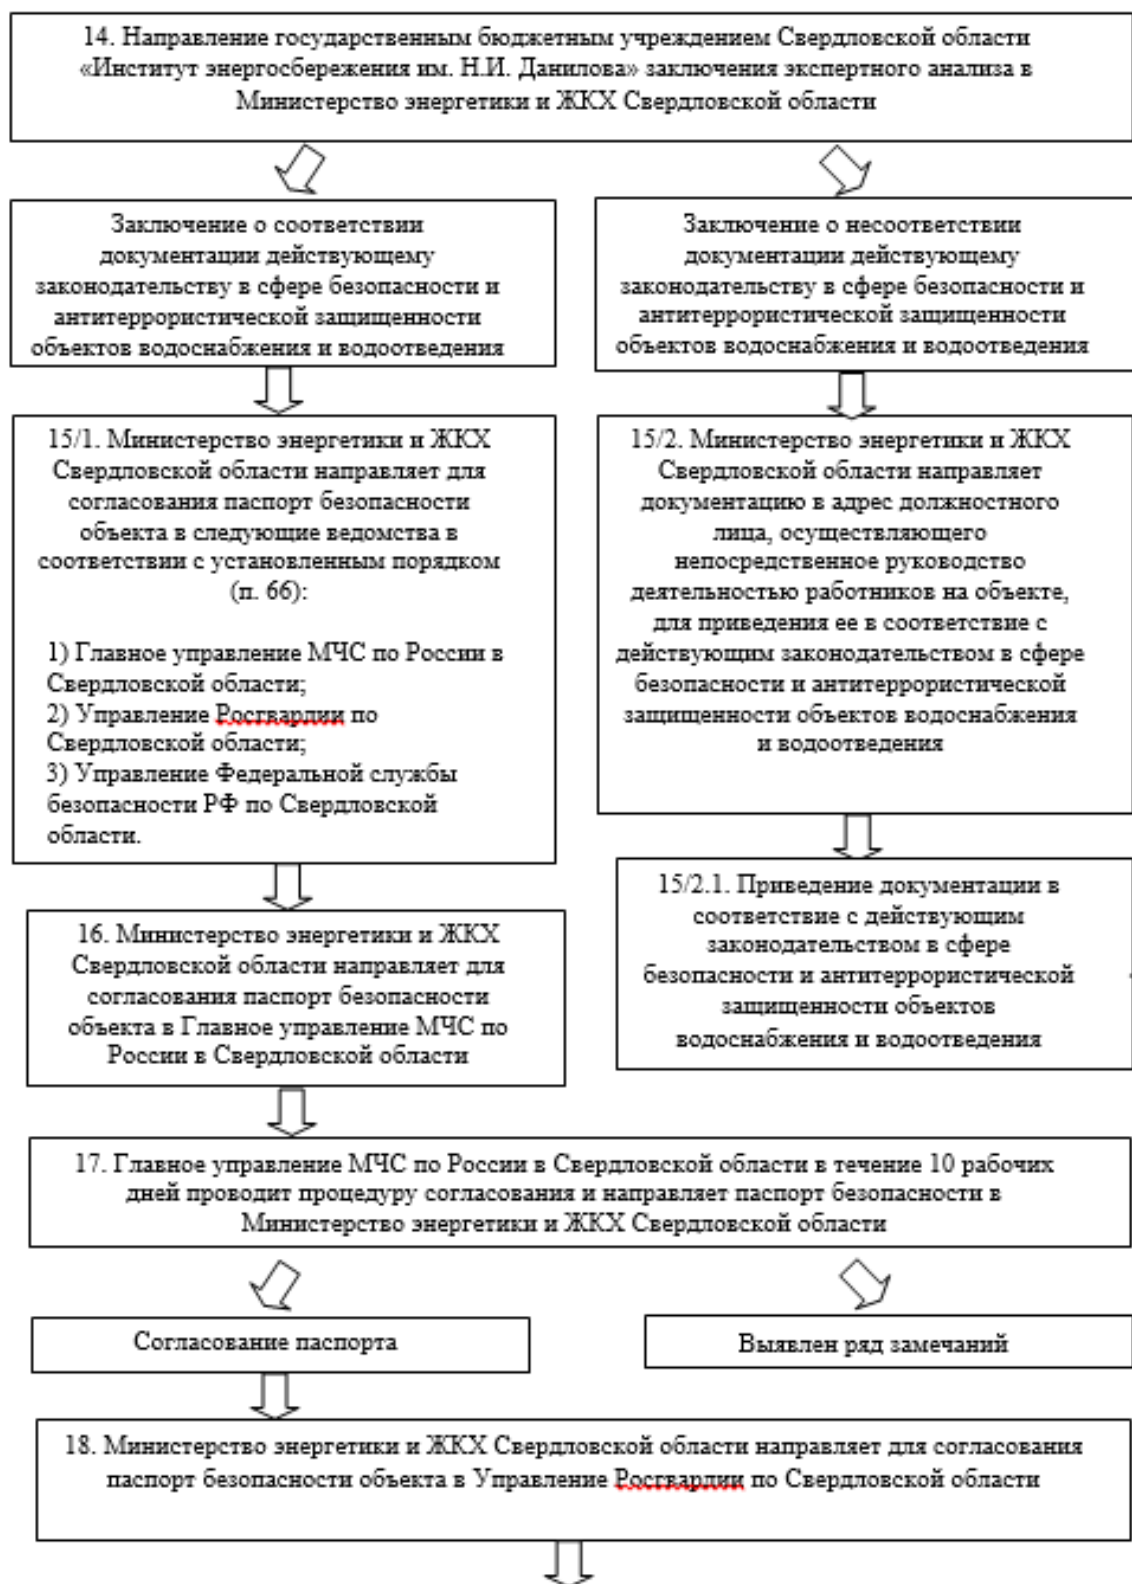 14. Направление государственным бюджетным учреждением Свердловской области
«Институт энергосбережения им. Н.И. Данилова» заключения экспертного анализа в
Министерство энергетики и ЖКХ Свердловской области
Заключение о соответствии
документации действующему
законодательству в сфере безопасности и
антитеррористической защищенности
объектов водоснабжения и водоотведения
Заключение о несоответствии
документации действующему
законодательству в сфере безопасности и
антитеррористической защищенности
объектов водоснабжения и водоотведения
15/1. Министерство энергетики и ЖКХ
Свердловской области направляет для
согласования паспорт безопасности
объекта в следующие ведомства в
соответствии с установленным порядком
(п. 66):
1) Главное управление МЧС по России в
Свердловской области;
2) Управление Росгвардии по
Свердловской области;
3) Управление Федеральной службы
безопасности РФ по Свердловской
области.
15/2. Министерство энергетики и ЖКХ
Свердловской области направляет
документацию в адрес должностного
лица, осуществляющего
непосредственное руководство
деятельностью работников на объекте,
для приведения ее в соответствие с
действующим законодательством в сфере
безопасности и антитеррористической
защищенности объектов водоснабжения
и водоотведения
15/2.1. Приведение документации в
соответствие с действующим
законодательством в сфере
безопасности и антитеррористической
защищенности объектов
водоснабжения и водоотведения
16. Министерство энергетики и ЖКХ
Свердловской области направляет для
согласования паспорт безопасности
объекта в Главное управление МЧС по
России в Свердловской области
17. Главное управление МЧС по России в Свердловской области в течение 10 рабочих
дней проводит процедуру согласования и направляет паспорт безопасности в
Министерство энергетики и ЖКХ Свердловской области
Согласование паспорта
Выявлен ряд замечаний
18. Министерство энергетики и ЖКХ Свердловской области направляет для согласования
паспорт безопасности объекта в Управление Росгвардии по Свердловской области